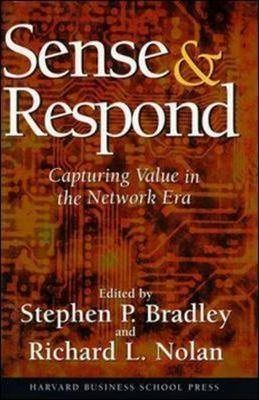 Sense &
Respond
Capturing Value in
the Network Era
Edited by
Stephen P. Bradley
and
Richard L. Nolan
HARVARD BUSINESS SCHOOL PRESS